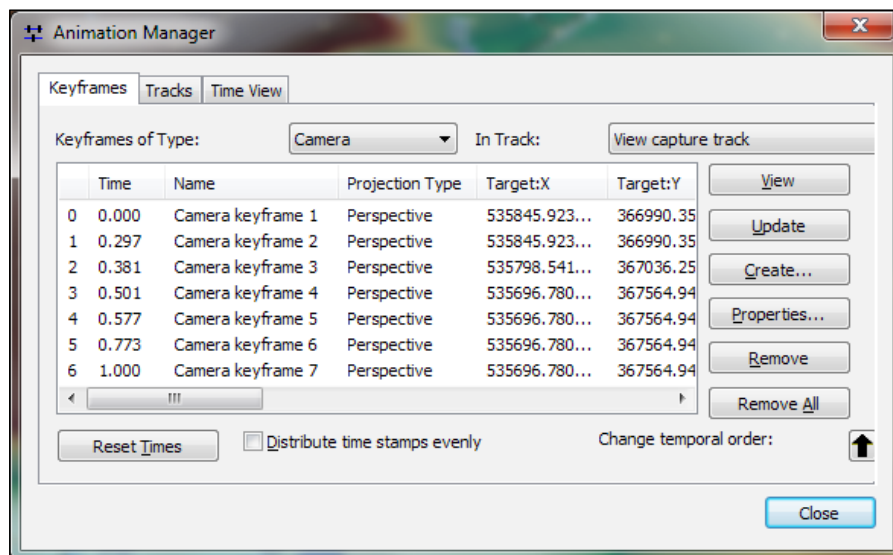 Animation Manager
Keyframes Tracks Time View
Keyframes of Type: Camera In Track: View capture track
Time Name Projection Type Target:X Target:Y
0 0.000 Camera keyframe 1 Perspective 535845.923... 366990.35
1 0.297 Camera keyframe 2 Perspective 535845.923... 366990.35
2 0.381 Camera keyframe 3 Perspective 535798.541... 367036.25
3 0.501 Camera keyframe 4 Perspective 535696.780... 367564.94
4 0.577 Camera keyframe 5 Perspective 535696.780... 367564.94
5 0.773 Camera keyframe 6 Perspective 535696.780... 367564.94
6 1.000 Camera keyframe 7 Perspective 535696.780... 367564.94
View
Update
Create...
Properties...
Remove
Remove All
Reset Times Distribute time stamps evenly Change temporal order:
Close